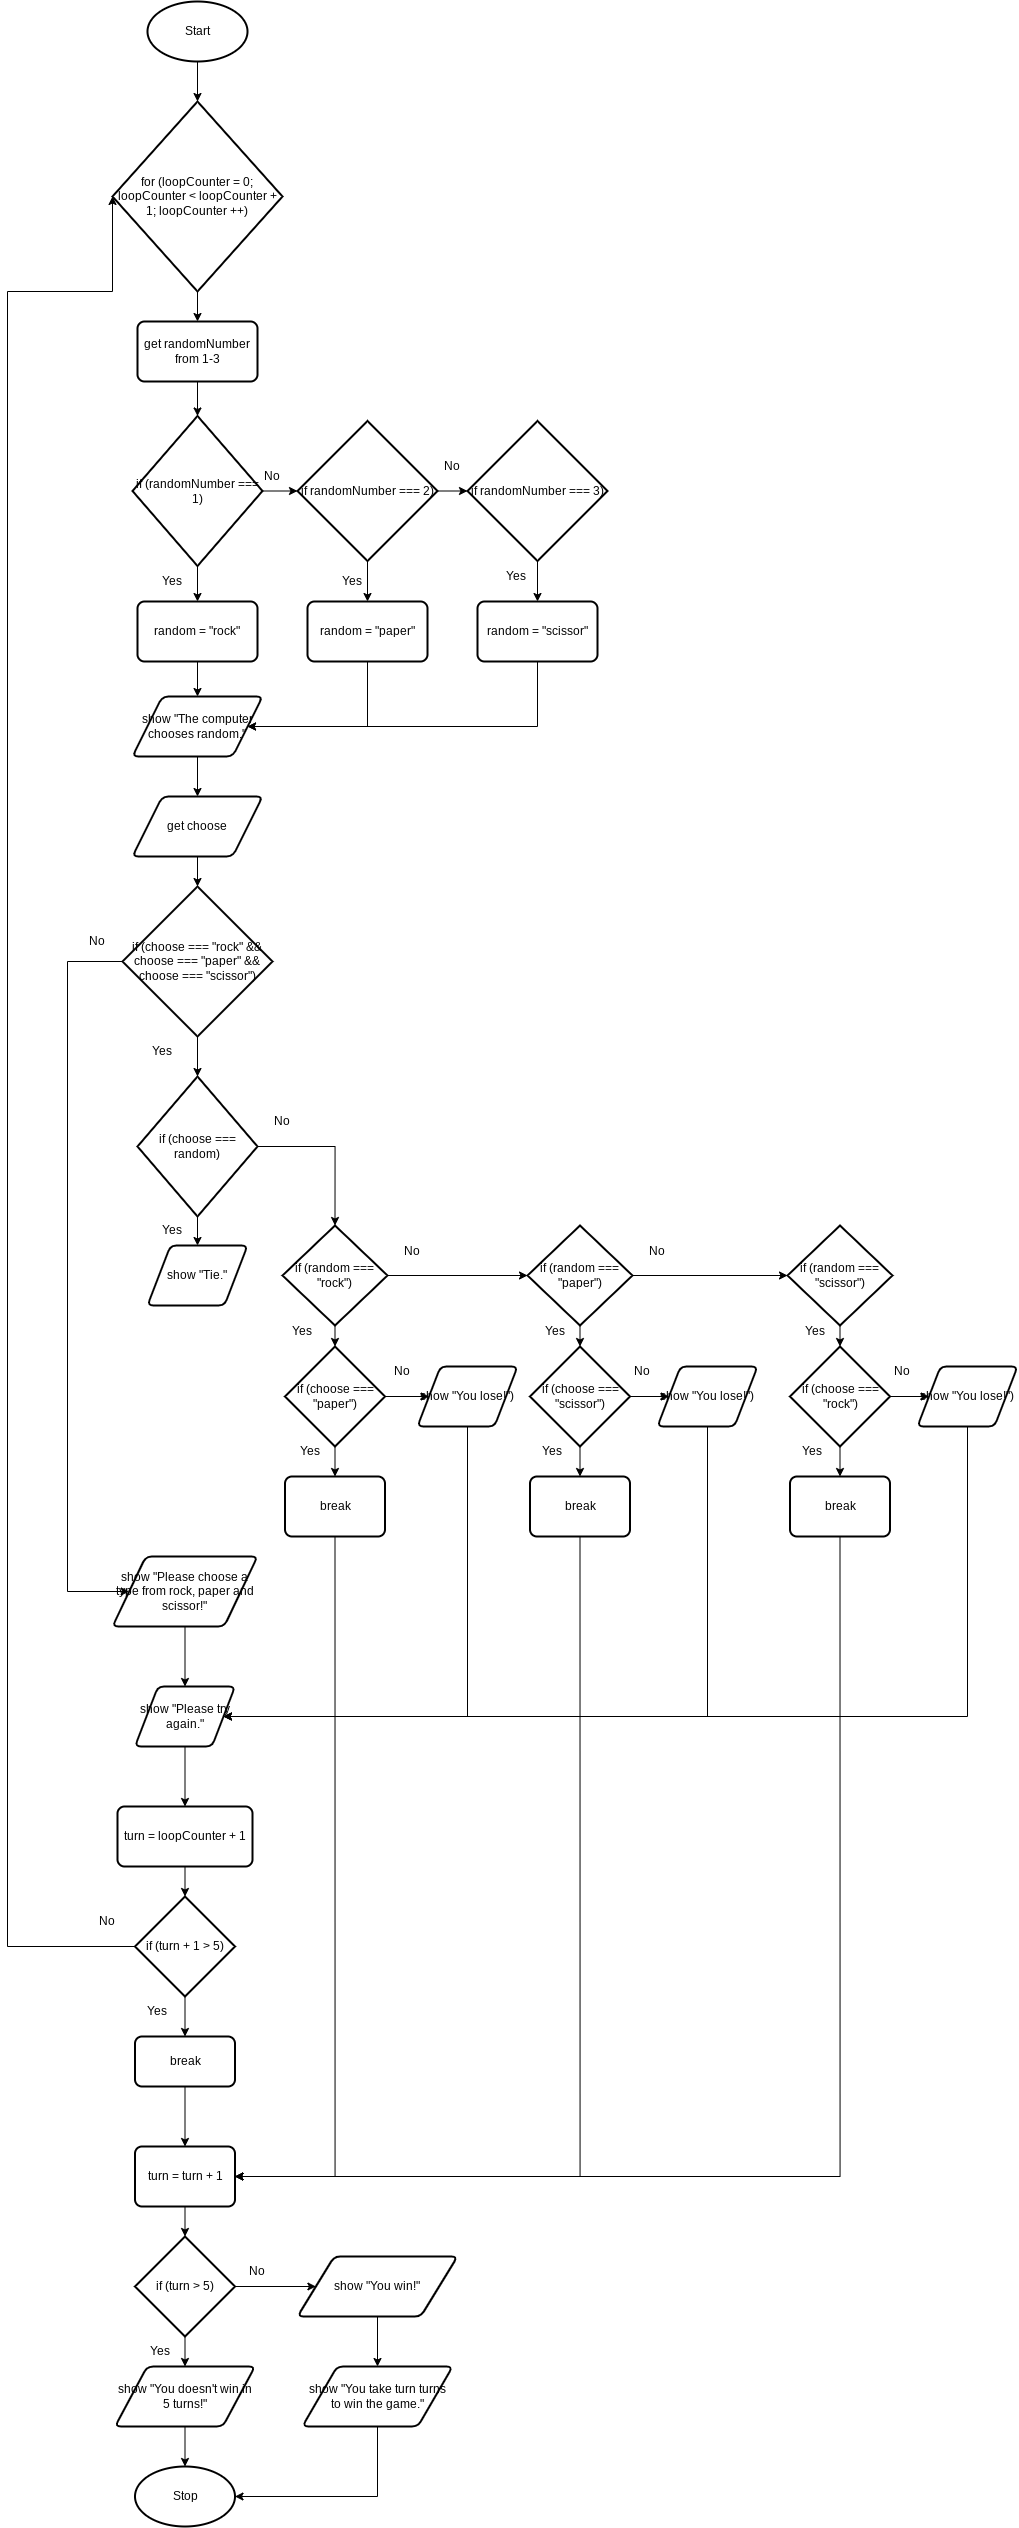 Start
for (loopCounter = 0;
loopCounter < loopCounter +
1; loopCounter ++)
get randomNumber
from 1-3
if (randomNumber ===
1)
No
if randomNumber === 2)
No
if randomNumber === 3)
Yes
Yes
Yes
random = "rock"
random = "paper"
random = "scissor"
show "The computer
chooses random."
get choose
if (choose === "rock" &&
choose === "paper" &&
choose === "scissor")
No
Yes
if (choose ===
random)
No
Yes
show "Tie."
if (random ===
"rock")
No
if (random ===
"paper")
No
if (random ===
"scissor")
Yes
Yes
Yes
if (choose ===
"paper")
No
show "You lose!")
if (choose ===
"scissor")
No
show "You lose!")
if (choose ===
"rock")
No
show "You lose!")
Yes
Yes
Yes
break
break
break
show "Please choose a
type from rock, paper and
scissor!"
show "Please try
again."
turn = loopCounter + 1
if (turn + 1 > 5)
No
Yes
break
turn = turn + 1
if (turn > 5)
No
show "You win!"
Yes
show "You doesn't win in
5 turns!"
show "You take turn turns
to win the game."
Stop